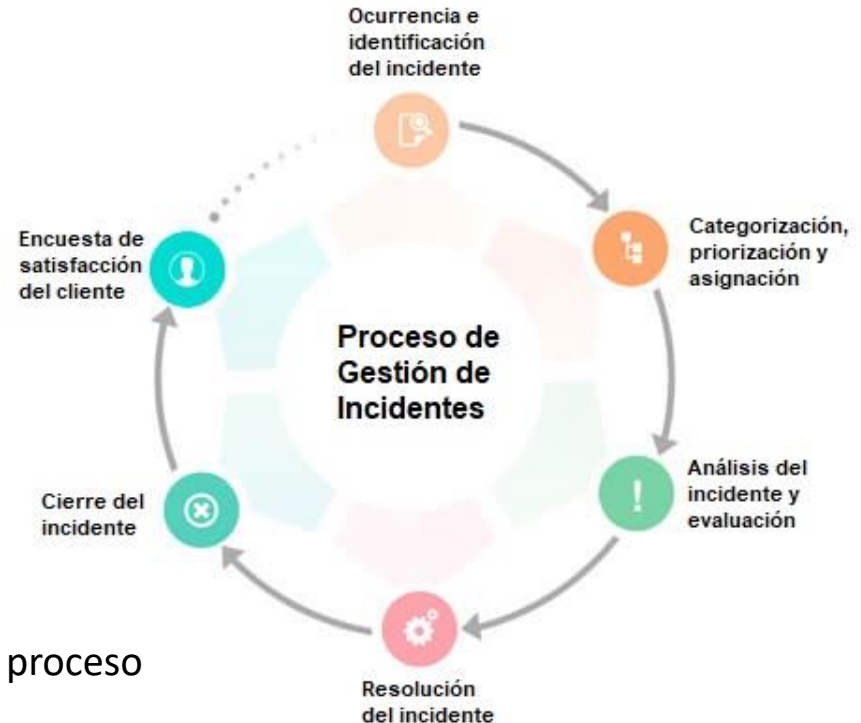 Ocurrencia e
identificación
del incidente
Categorización,
priorización y
asignación
Análisis del
incidente y
evaluación
Resolución
del incidente
Cierre del
incidente
Encuesta de
satisfacción
del cliente
Proceso de
Gestión de
Incidentes
proceso